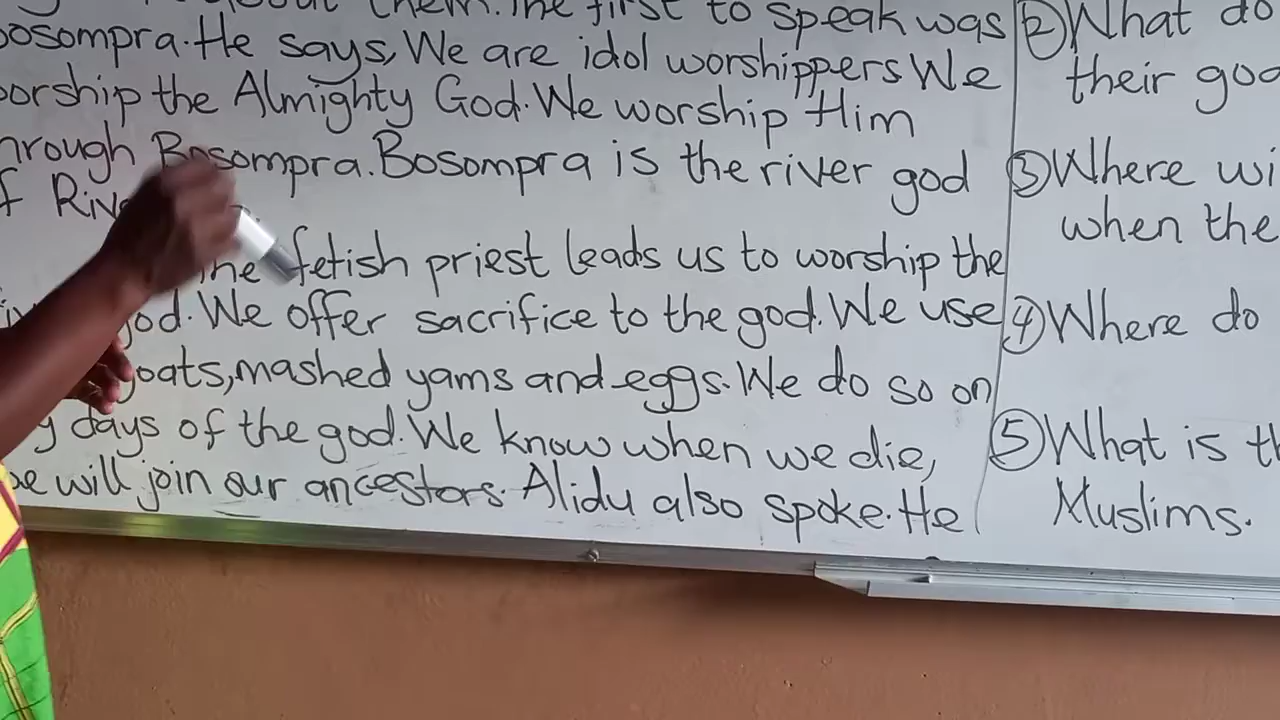 about them. The first to speak was
Bosompra. He says, We are idol worshippers We
worship the Almighty God. We worship Him
through Bosompra. Bosompra is the river god
of River
The fetish priest leads us to worship the
god. We offer sacrifice to the god. We use
goats, mashed yams and eggs. We do so on
days of the god. We know when we die,
we will join our ancestors. Alidu also spoke. He
② What do
their god
③ Where wi
when the
④ Where do
⑤ What is th
Muslims.